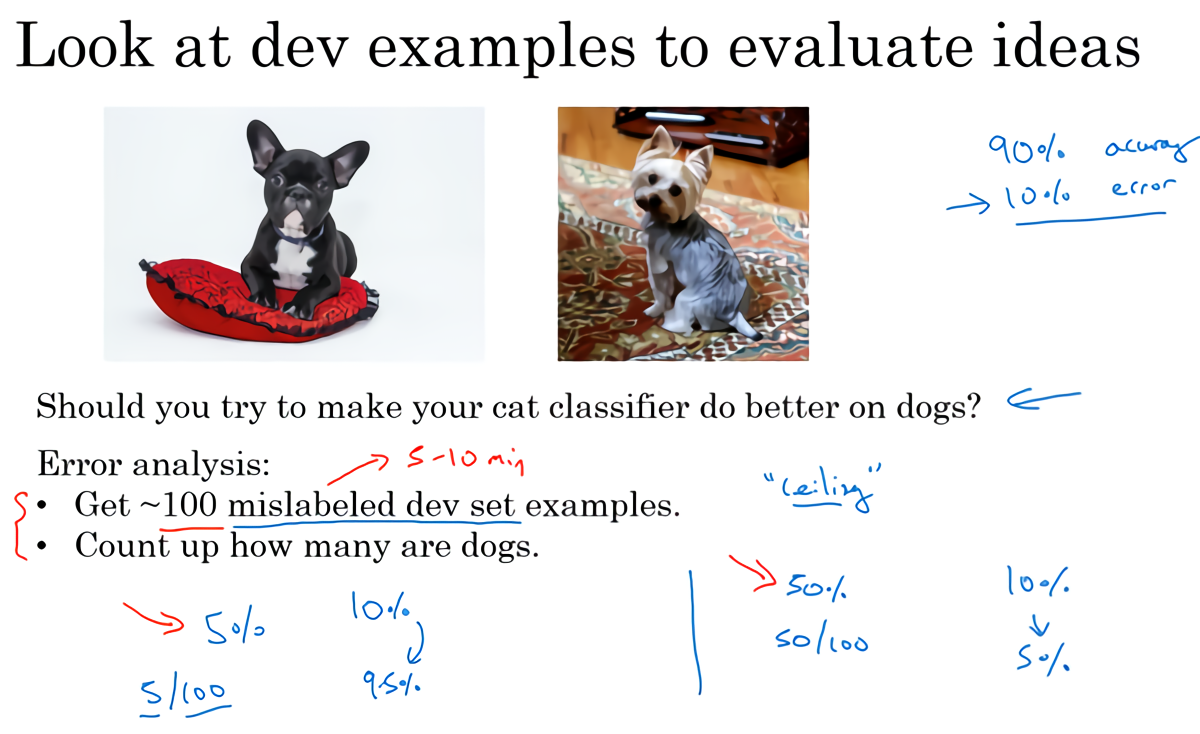 Look at dev examples to evaluate ideas
90% accuracy
10% error
Should you try to make your cat classifier do better on dogs?
Error analysis:
5-10 min
• Get ~100 mislabeled dev set examples.
"ceiling"
• Count up how many are dogs.
5%
10%
5/100
9.5%
50%
10%
50/100
5%